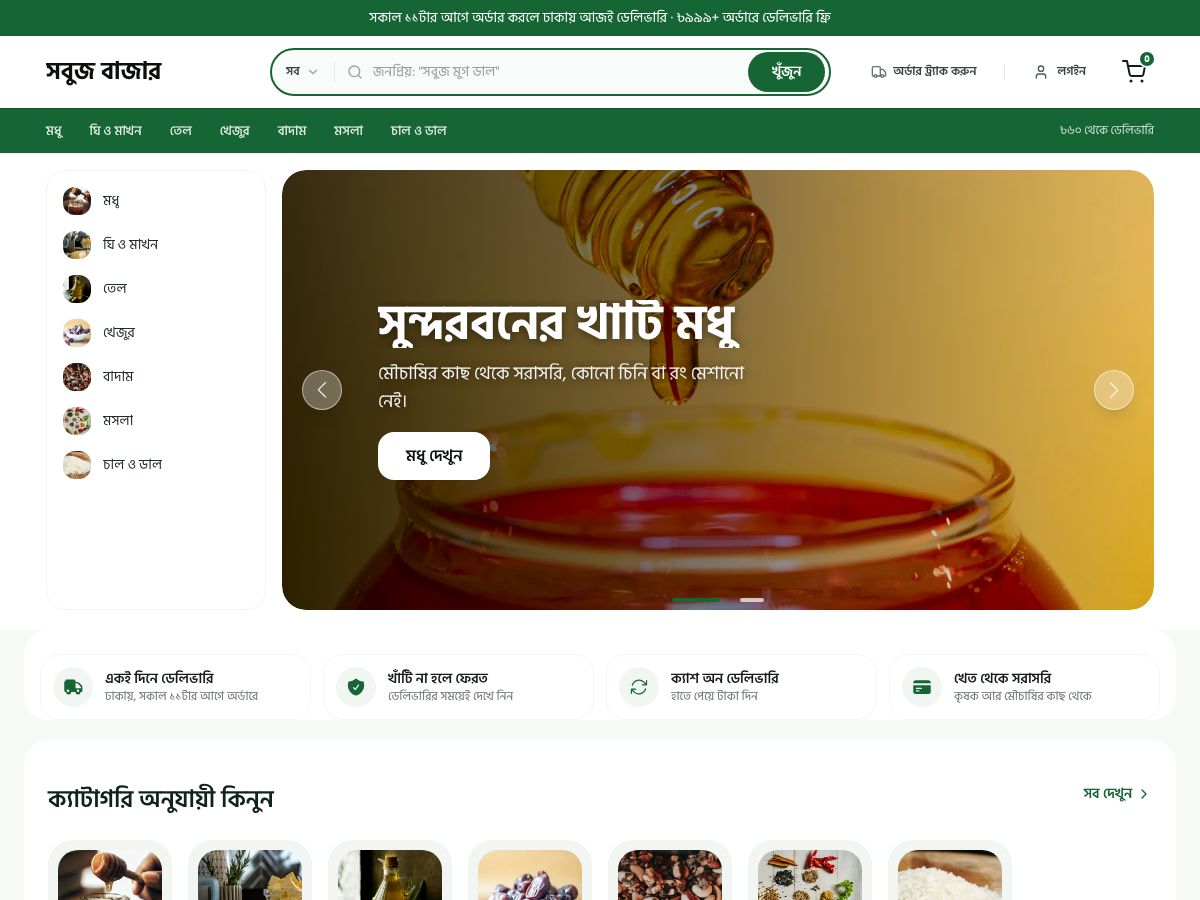 সকাল ১১টার আগে অর্ডার করলে ঢাকায় আজই ডেলিভারি · ৳৯৯৯+ অর্ডারে ডেলিভারি ফ্রি
সবুজ বাজার
সব
জনপ্রিয়: "সবুজ মুগ ডাল"
খুঁজুন
অর্ডার ট্র্যাক করুন
লগইন
0
মধু
ঘি ও মাখন
তেল
খেজুর
বাদাম
মসলা
চাল ও ডাল
৳৬০ থেকে ডেলিভারি
মধু
ঘি ও মাখন
তেল
খেজুর
বাদাম
মসলা
চাল ও ডাল
সুন্দরবনের খাঁটি মধু
মৌচাষির কাছ থেকে সরাসরি, কোনো চিনি বা রং মেশানো
নেই।
মধু দেখুন
একই দিনে ডেলিভারি
ঢাকায়, সকাল ১১টার আগে অর্ডারে
খাঁটি না হলে ফেরত
ডেলিভারির সময়েই দেখে নিন
ক্যাশ অন ডেলিভারি
হাতে পেয়ে টাকা দিন
খেত থেকে সরাসরি
কৃষক আর মৌচাষির কাছ থেকে
ক্যাটাগরি অনুযায়ী কিনুন
সব দেখুন